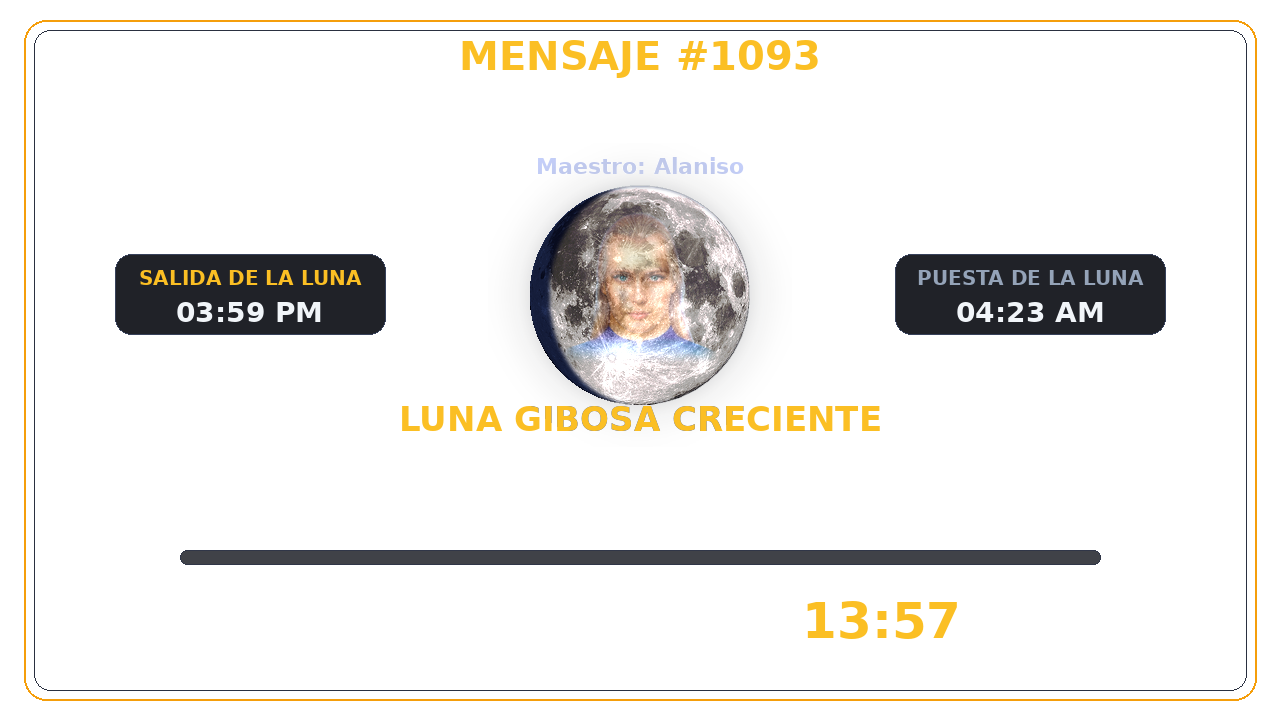 MENSAJE #1093
Maestro: Alaniso
SALIDA DE LA LUNA
03:59 PM
PUESTA DE LA LUNA
04:23 AM
LUNA GIBOSA CRECIENTE
13:57